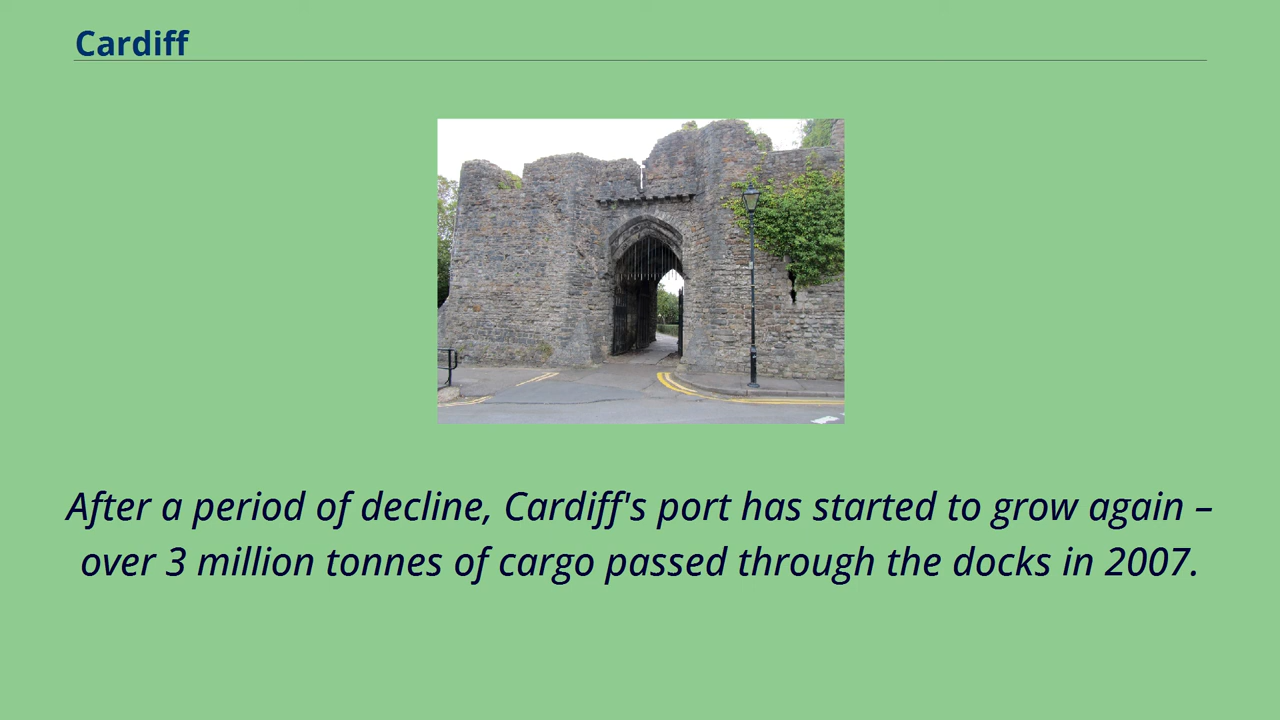 Cardiff
After a period of decline, Cardiff's port has started to grow again –
over 3 million tonnes of cargo passed through the docks in 2007.